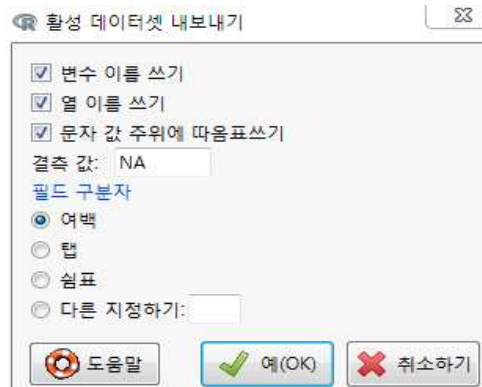 활성 데이터셋 내보내기
변수 이름 쓰기
열 이름 쓰기
문자 값 주위에 따옴표쓰기
결측 값: NA
필드 구분자
여백
탭
쉼표
다른 지정하기:
도움말 예(OK) 취소하기